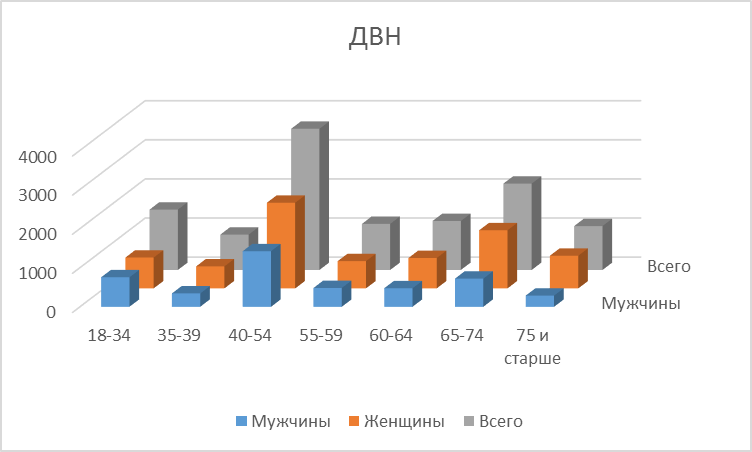 ДВН
4000
3000
2000
1000
0
Всего
Мужчины
18-34 35-39 40-54 55-59 60-64 65-74 75 и
старше
Мужчины Женщины Всего